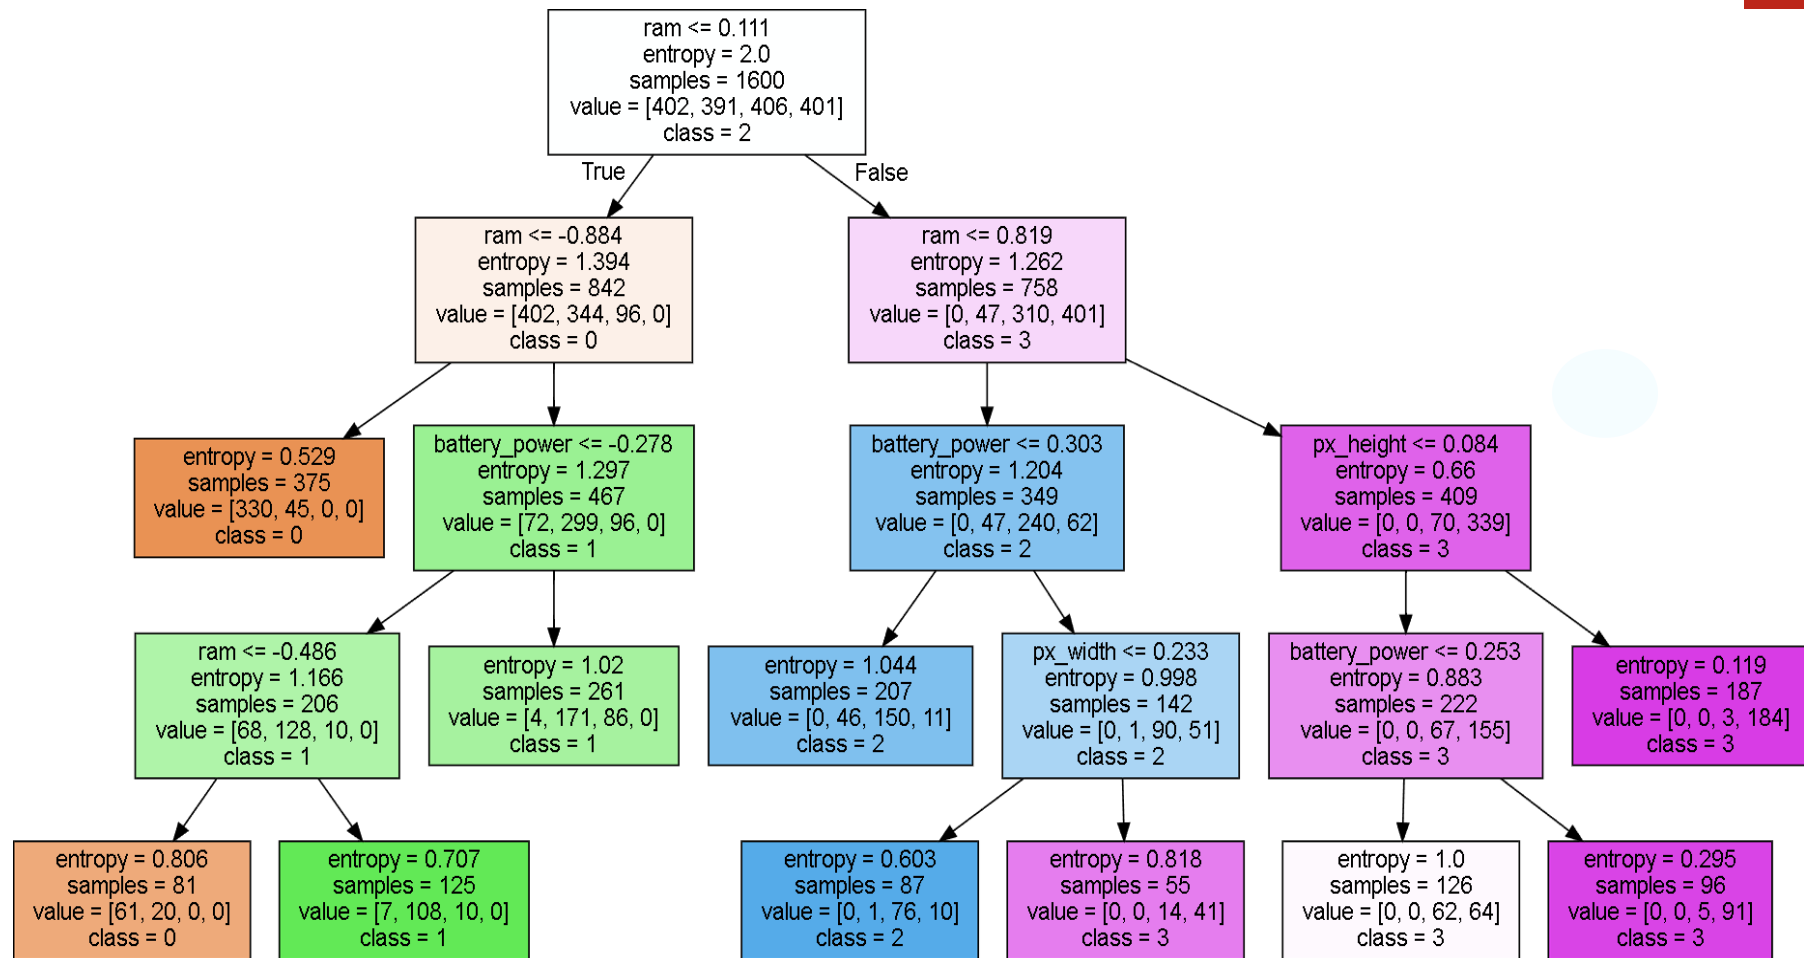 ram <= 0.111
entropy = 2.0
samples = 1600
value = [402, 391, 406, 401]
class = 2
True
False
ram <= -0.884
entropy = 1.394
samples = 842
value = [402, 344, 96, 0]
class = 0
ram <= 0.819
entropy = 1.262
samples = 758
value = [0, 47, 310, 401]
class = 3
entropy = 0.529
samples = 375
value = [330, 45, 0, 0]
class = 0
battery_power <= -0.278
entropy = 1.297
samples = 467
value = [72, 299, 96, 0]
class = 1
battery_power <= 0.303
entropy = 1.204
samples = 349
value = [0, 47, 240, 62]
class = 2
px_height <= 0.084
entropy = 0.66
samples = 409
value = [0, 0, 70, 339]
class = 3
ram <= -0.486
entropy = 1.166
samples = 206
value = [68, 128, 10, 0]
class = 1
entropy = 1.02
samples = 261
value = [4, 171, 86, 0]
class = 1
entropy = 1.044
samples = 207
value = [0, 46, 150, 11]
class = 2
px_width <= 0.233
entropy = 0.998
samples = 142
value = [0, 1, 90, 51]
class = 2
battery_power <= 0.253
entropy = 0.883
samples = 222
value = [0, 0, 67, 155]
class = 3
entropy = 0.119
samples = 187
value = [0, 0, 3, 184]
class = 3
entropy = 0.806
samples = 81
value = [61, 20, 0, 0]
class = 0
entropy = 0.707
samples = 125
value = [7, 108, 10, 0]
class = 1
entropy = 0.603
samples = 87
value = [0, 1, 76, 10]
class = 2
entropy = 0.818
samples = 55
value = [0, 0, 14, 41]
class = 3
entropy = 1.0
samples = 126
value = [0, 0, 62, 64]
class = 3
entropy = 0.295
samples = 96
value = [0, 0, 5, 91]
class = 3